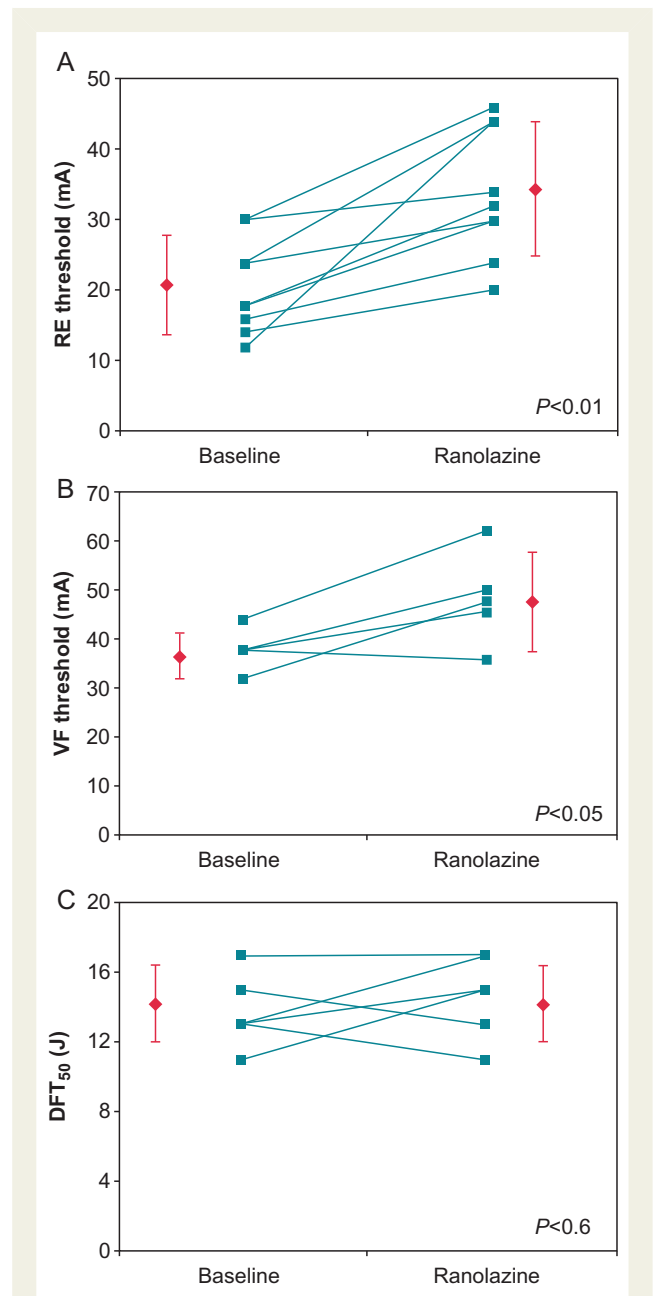 A
RE threshold (mA)
50
40
30
20
10
0
P<0.01
Baseline Ranolazine
B
VF threshold (mA)
70
60
50
40
30
20
10
0
P<0.05
Baseline Ranolazine
C
DFT50 (J)
20
16
12
8
4
0
P<0.6
Baseline Ranolazine